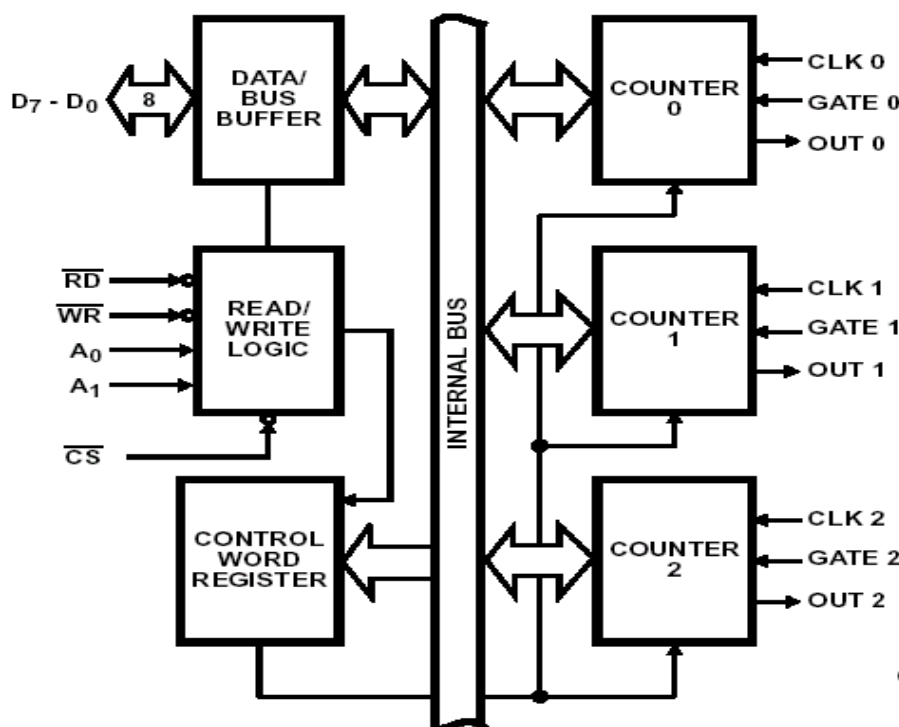 D7 - D0
8
DATA/
BUS
BUFFER
COUNTER
0
CLK 0
GATE 0
OUT 0
RD
WR
A0
A1
CS
READ/
WRITE
LOGIC
INTERNAL BUS
COUNTER
1
CLK 1
GATE 1
OUT 1
CONTROL
WORD
REGISTER
COUNTER
2
CLK 2
GATE 2
OUT 2